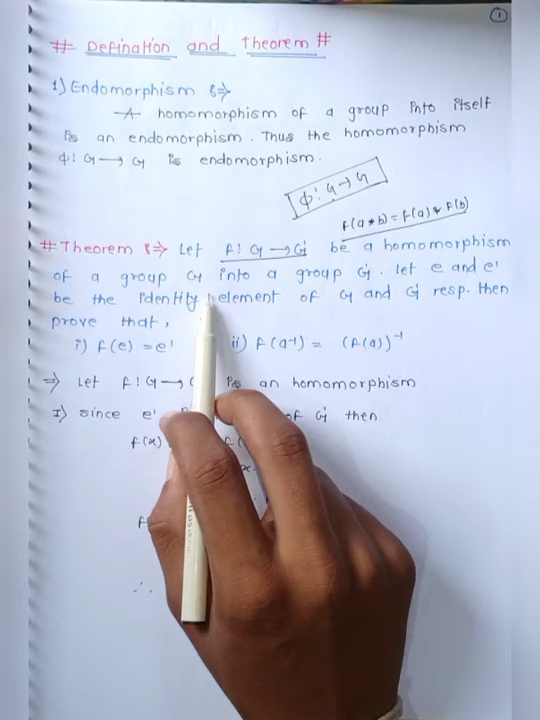 1
# Defination and theorem #
1) Endomorphism :⇒
A homomorphism of a group into itself
is an endomorphism. Thus the homomorphism
ϕ: G → G is endomorphism.
ϕ: G → G
f(a*b) = f(a) * f(b)
# Theorem :⇒ Let f: G → G' be a homomorphism
of a group G into a group G'. let e and e'
be the identity element of G and G' resp. then
prove that,
i) f(e) = e' ii) f(a-1) = (f(a))-1
⇒ Let f: G → is an homomorphism
I) since e' of G' then
f(x)